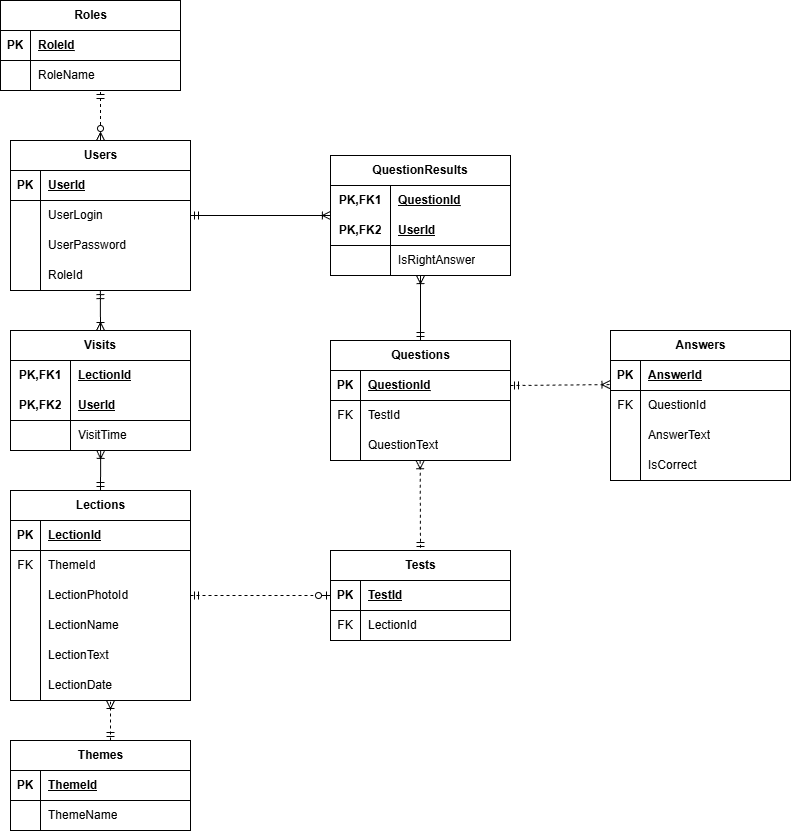 Roles
PK RoleId
RoleName
Users
PK UserId
UserLogin
UserPassword
RoleId
QuestionResults
PK,FK1 QuestionId
PK,FK2 UserId
IsRightAnswer
Visits
PK,FK1 LectionId
PK,FK2 UserId
VisitTime
Questions
PK QuestionId
FK TestId
QuestionText
Answers
PK AnswerId
FK QuestionId
AnswerText
IsCorrect
Lections
PK LectionId
FK ThemeId
LectionPhotoId
LectionName
LectionText
LectionDate
Tests
PK TestId
FK LectionId
Themes
PK ThemeId
ThemeName